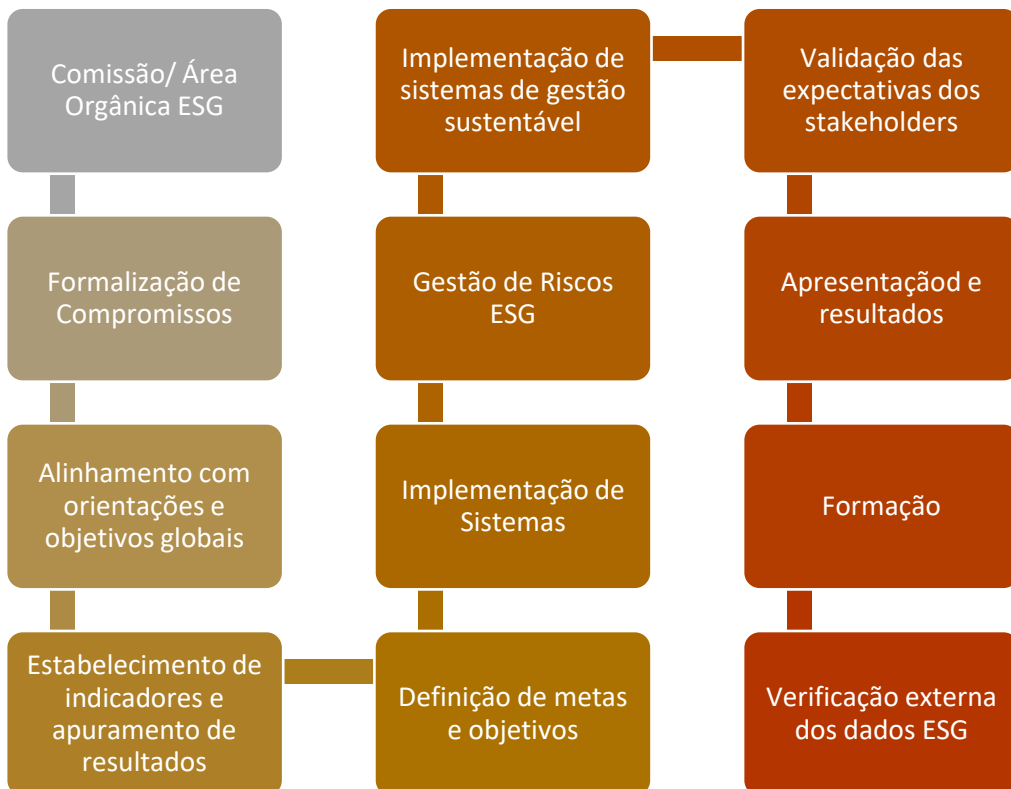 Comissão/ Área
Orgânica ESG
Formalização de
Compromissos
Alinhamento com
orientações e
objetivos globais
Estabelecimento de
indicadores e
apuramento de
resultados
Definição de metas
e objetivos
Implementação de
Sistemas
Gestão de Riscos
ESG
Implementação de
sistemas de gestão
sustentável
Validação das
expectativas dos
stakeholders
Apresentaçãod e
resultados
Formação
Verificação externa
dos dados ESG